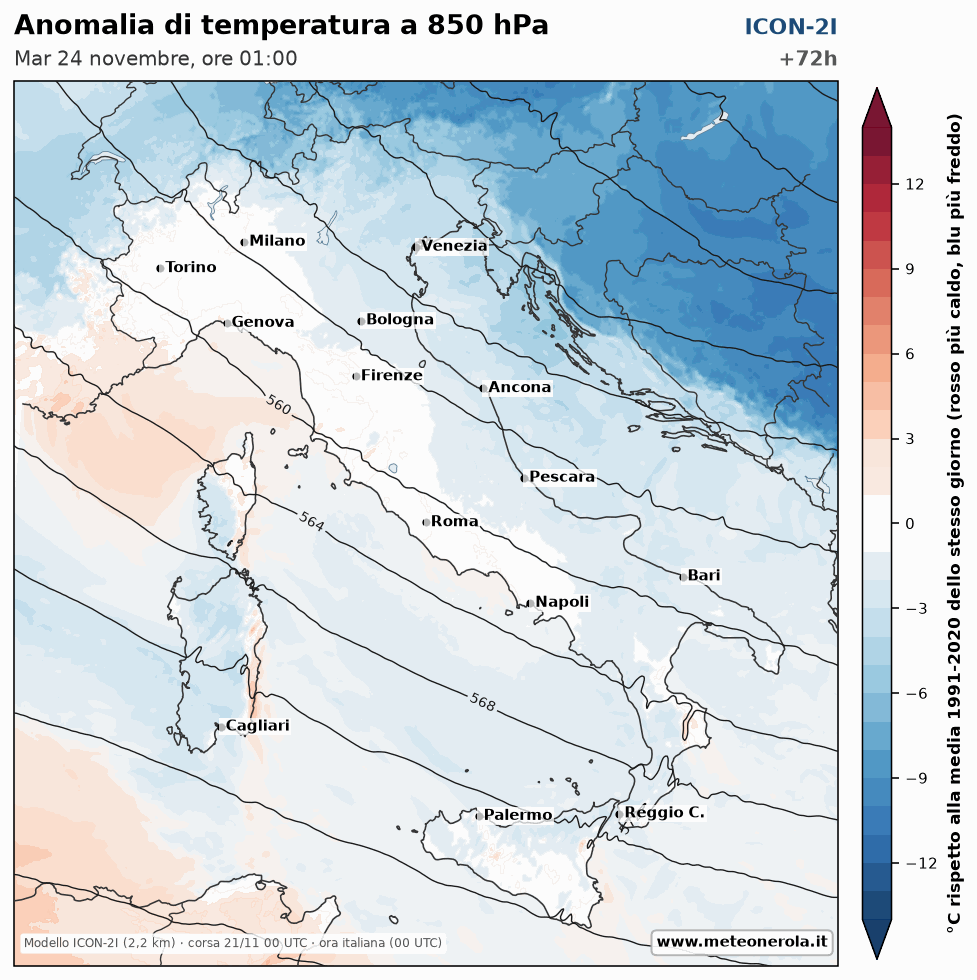 Anomalia di temperatura a 850 hPa
ICON-2I
Mar 24 novembre, ore 01:00
+72h
Milano
Venezia
Torino
Genova
Bologna
Firenze
Ancona
560
Pescara
564
Roma
Bari
Napoli
568
Cagliari
Palermo
Reggio C.
12
9
6
3
0
−3
−6
−9
−12
°C rispetto alla media 1991-2020 dello stesso giorno (rosso più caldo, blu più freddo)
Modello ICON-2I (2,2 km) · corsa 21/11 00 UTC · ora italiana (00 UTC)
www.meteonerola.it